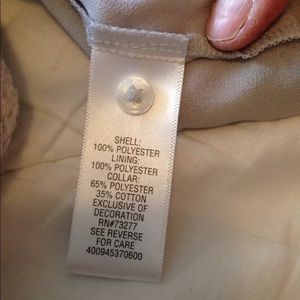 SHELL:
100% POLYESTER
LINING:
100% POLYESTER
COLLAR:
65% POLYESTER
35% COTTON
EXCLUSIVE OF
DECORATION
RN#73277
SEE REVERSE
FOR CARE
400945370600